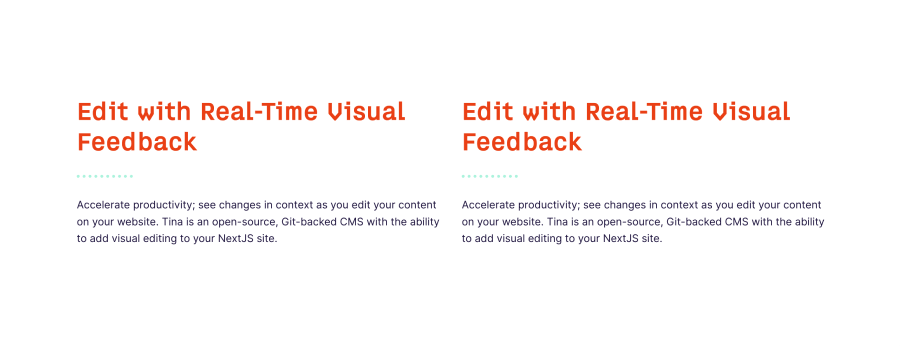 Edit with Real-Time Visual
Feedback
Accelerate productivity; see changes in context as you edit your content
on your website. Tina is an open-source, Git-backed CMS with the ability
to add visual editing to your NextJS site.
Edit with Real-Time Visual
Feedback
Accelerate productivity; see changes in context as you edit your content
on your website. Tina is an open-source, Git-backed CMS with the ability
to add visual editing to your NextJS site.